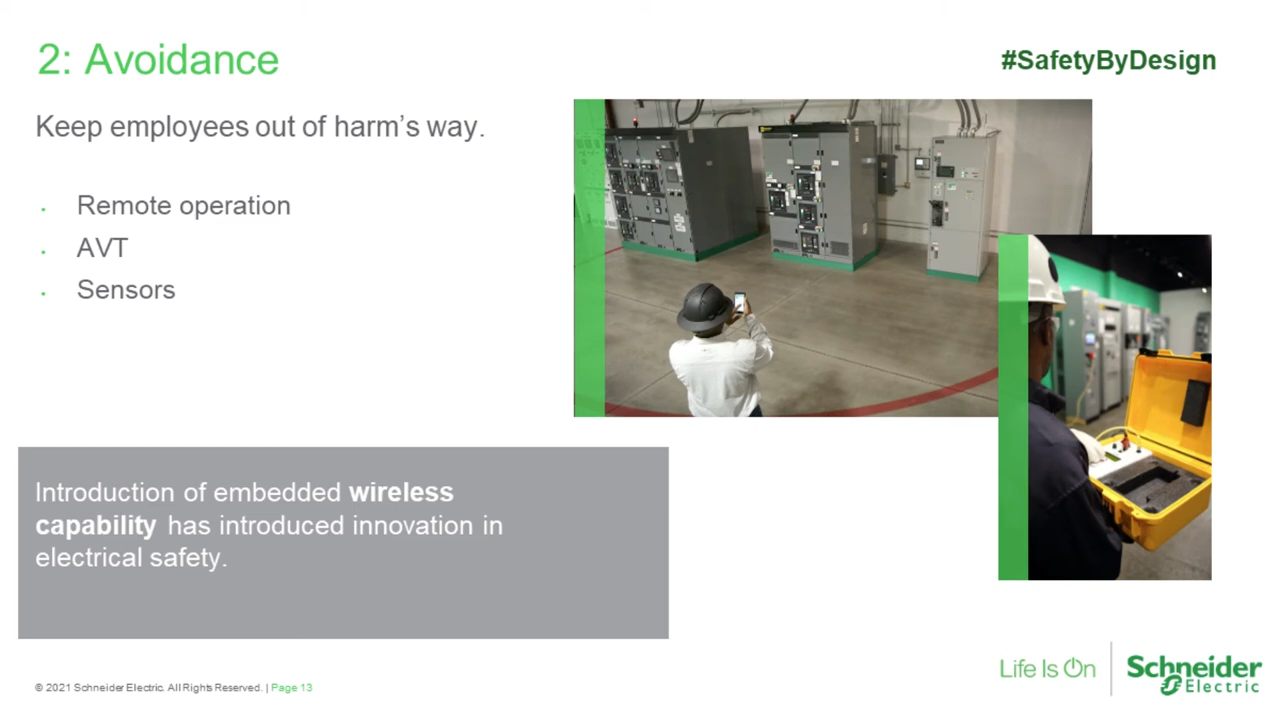 2: Avoidance
#SafetyByDesign
Keep employees out of harm's way.
Remote operation
AVT
Sensors
Introduction of embedded wireless
capability has introduced innovation in
electrical safety.
© 2021 Schneider Electric. All Rights Reserved. | Page 13
Life Is On
Schneider
Electric